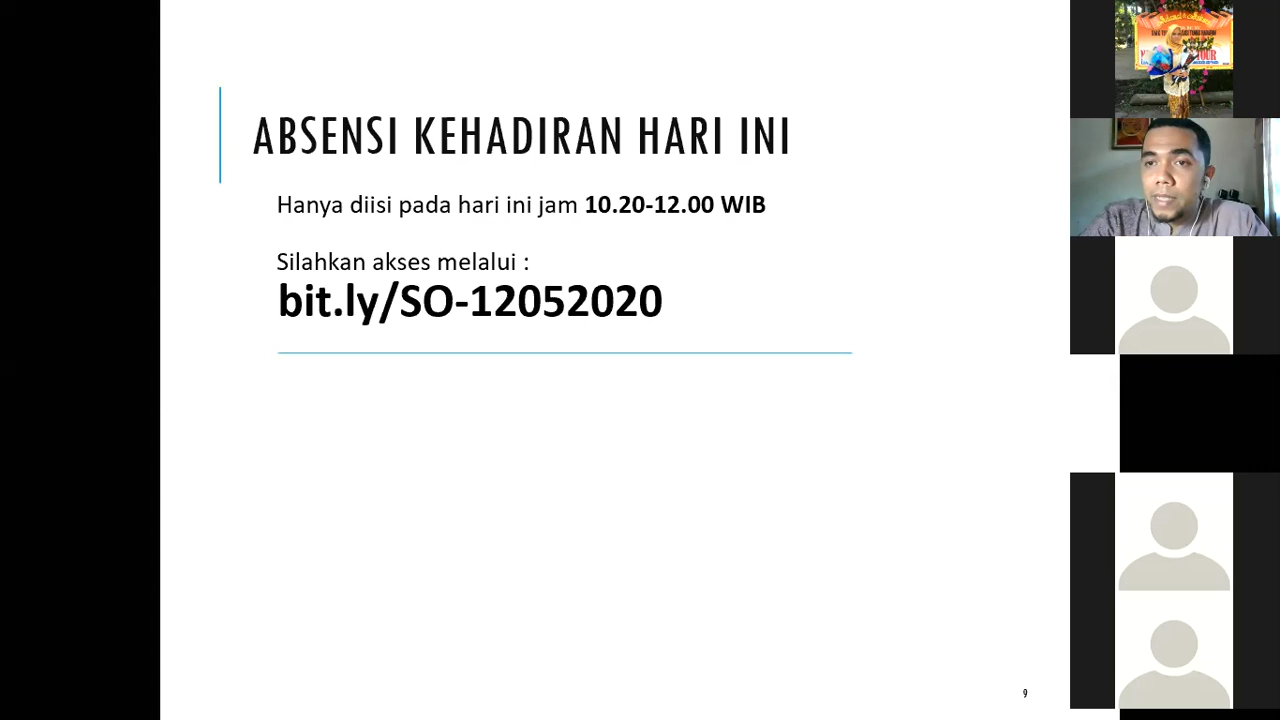 ABSENSI KEHADIRAN HARI INI
Hanya diisi pada hari ini jam 10.20-12.00 WIB
Silahkan akses melalui :
bit.ly/SO-12052020
9
TOUR